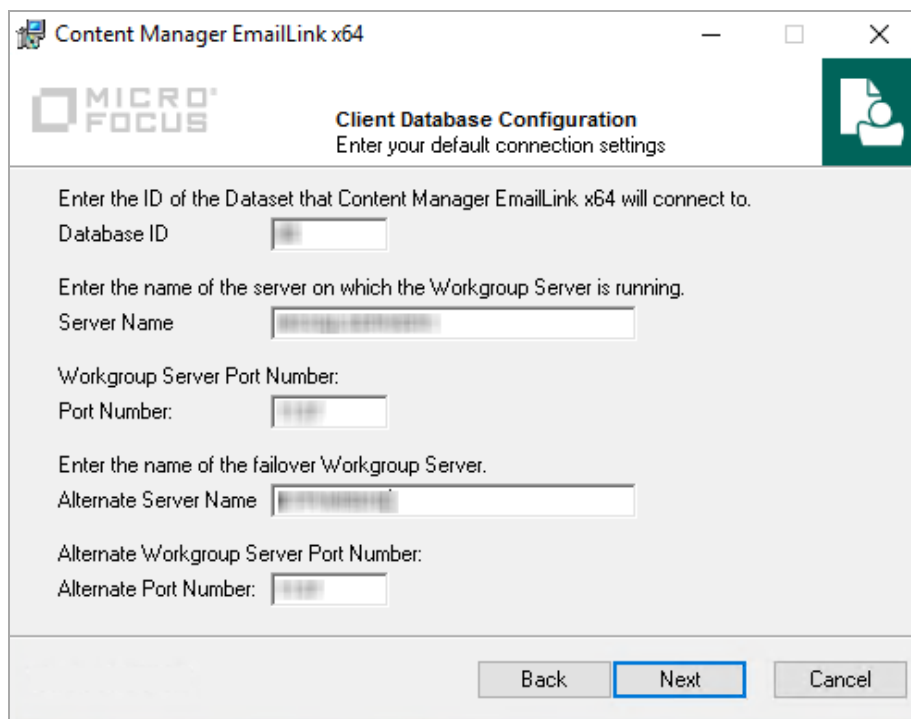 Content Manager EmailLink x64
MICRO
FOCUS
Client Database Configuration
Enter your default connection settings
Enter the ID of the Dataset that Content Manager EmailLink x64 will connect to.
Database ID
Enter the name of the server on which the Workgroup Server is running.
Server Name
Workgroup Server Port Number:
Port Number:
Enter the name of the failover Workgroup Server.
Alternate Server Name
Alternate Workgroup Server Port Number:
Alternate Port Number:
Back Next Cancel